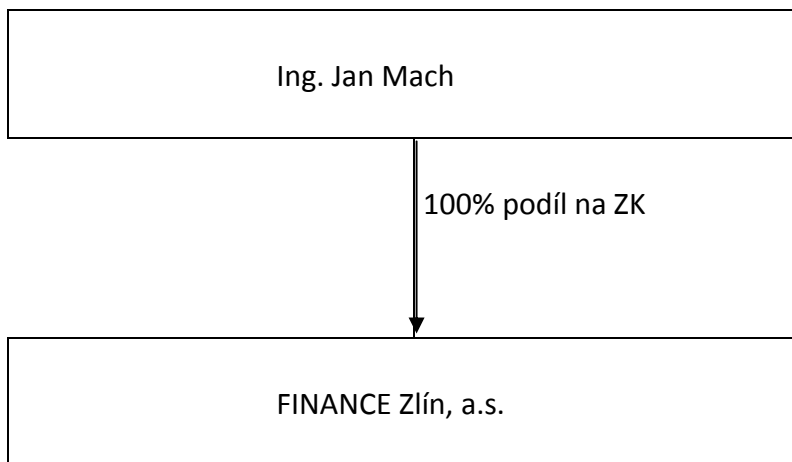 Ing. Jan Mach
100% podíl na ZK
FINANCE Zlín, a.s.